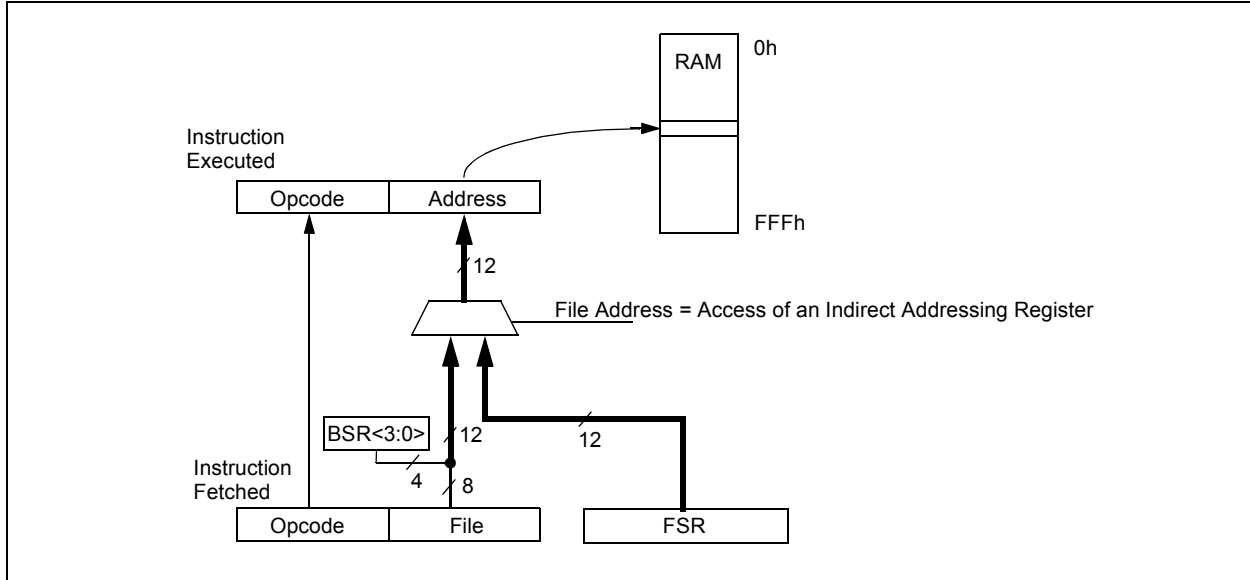 0h
RAM
Instruction
Executed
Opcode
Address
FFFh
12
File Address = Access of an Indirect Addressing Register
BSR<3:0>
12
12
4
8
Instruction
Fetched
Opcode
File
FSR